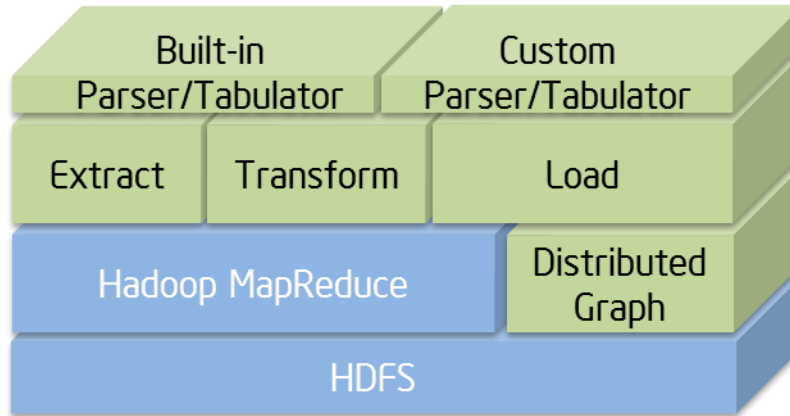 Built-in
Parser/Tabulator
Custom
Parser/Tabulator
Extract
Transform
Load
Hadoop MapReduce
Distributed
Graph
HDFS